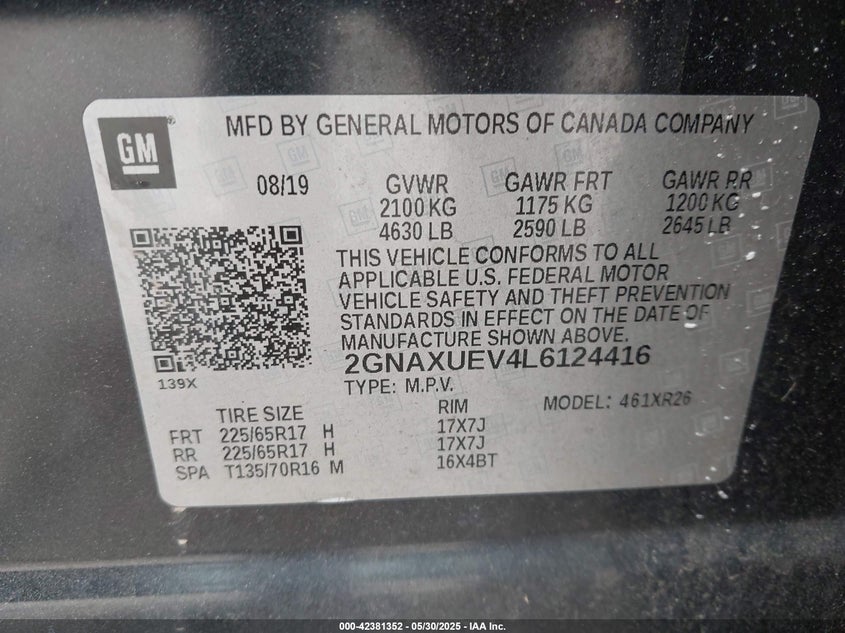 GM
MFD BY GENERAL MOTORS OF CANADA COMPANY
08/19 GVWR GAWR FRT GAWR RR
2100 KG 1175 KG 1200 KG
4630 LB 2590 LB 2645 LB
THIS VEHICLE CONFORMS TO ALL
APPLICABLE U.S. FEDERAL MOTOR
VEHICLE SAFETY AND THEFT PREVENTION
STANDARDS IN EFFECT ON THE DATE OF
MANUFACTURE SHOWN ABOVE.
2GNAXUEV4L6124416
139X TYPE: M.P.V.
TIRE SIZE RIM MODEL: 461XR26
FRT 225/65R17 H 17X7J
RR 225/65R17 H 17X7J
SPA T135/70R16 M 16X4BT
000-42381352 — 05/30/2025 — IAA Inc.